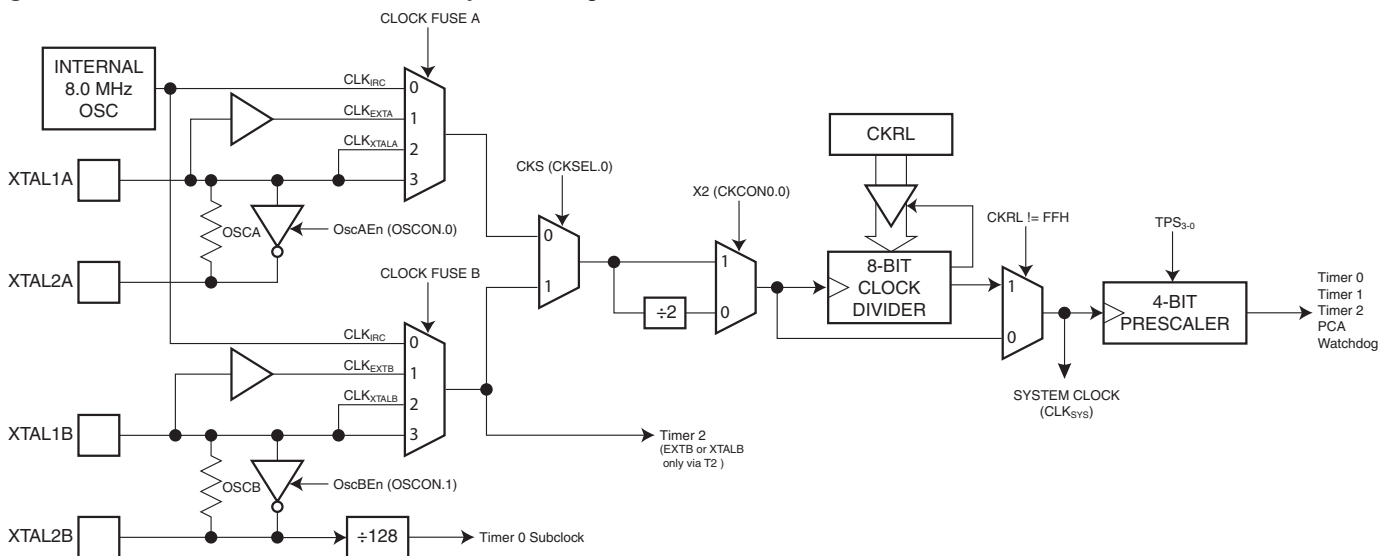 CLOCK FUSE A
INTERNAL
8.0 MHz
OSC
CLKIRC
0
CLKEXTA
1
CLKXTALA
2
3
XTAL1A
OSCA
OscAEn (OSCON.0)
XTAL2A
CKS (CKSEL.0)
0
1
X2 (CKCON0.0)
1
÷2
0
CKRL
8-BIT
CLOCK
DIVIDER
CKRL != FFH
1
0
TPS3-0
4-BIT
PRESCALER
Timer 0
Timer 1
Timer 2
PCA
Watchdog
SYSTEM CLOCK
(CLKSYS)
CLOCK FUSE B
CLKIRC
0
CLKEXTB
1
CLKXTALB
2
3
XTAL1B
Timer 2
(EXTB or XTALB
only via T2 )
OSCB
OscBEn (OSCON.1)
XTAL2B
÷128
Timer 0 Subclock